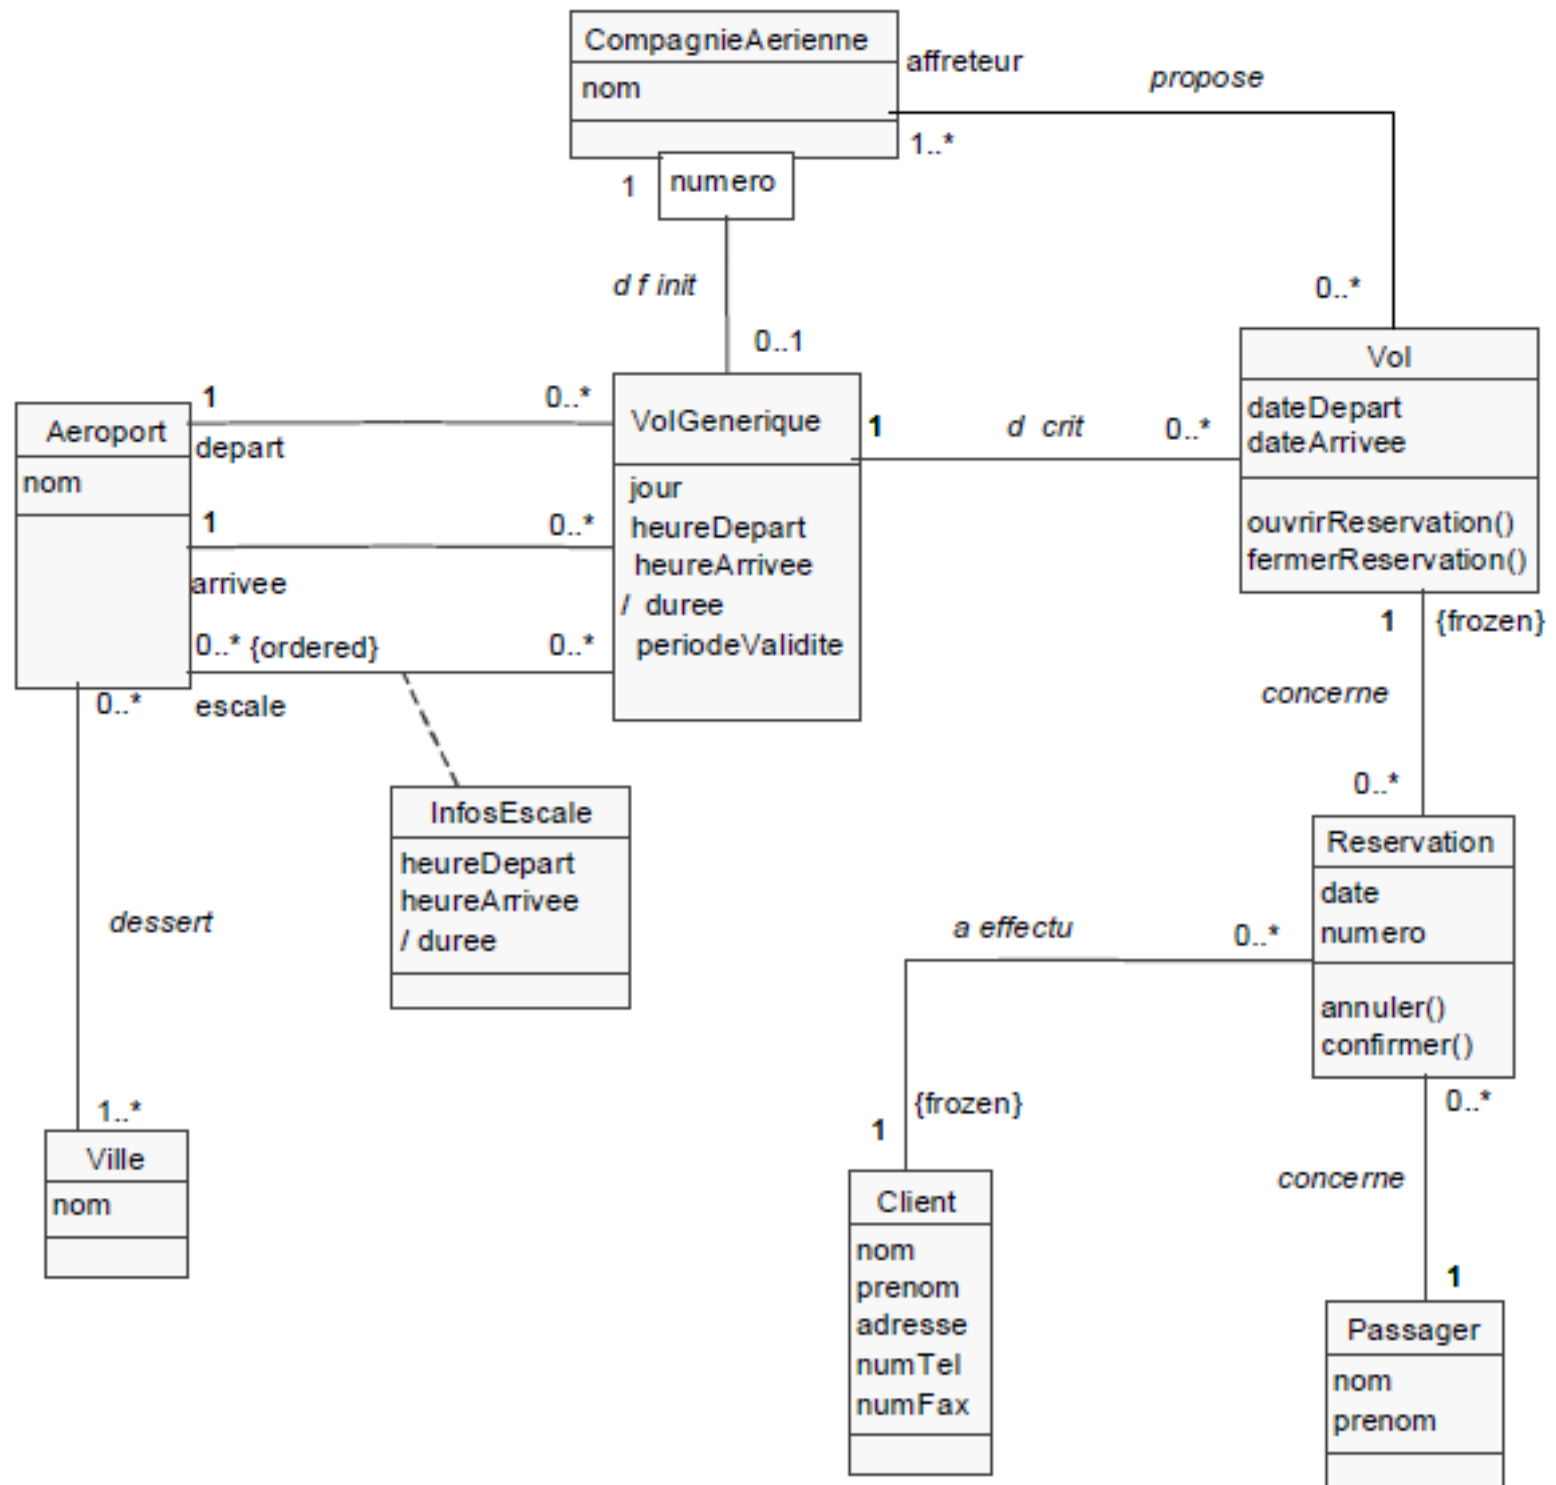 CompagnieAerienne
nom
numero
affreteur
propose
1..*
1
d f init
0..1
0..*
Vol
dateDepart
dateArrivee
ouvrirReservation()
fermerReservation()
Aeroport
nom
1
depart
0..*
1
arrivee
0..*
0..* {ordered}
escale
0..*
VolGenerique
jour
heureDepart
heureArrivee
/ duree
periodeValidite
1
d crit
0..*
1
{frozen}
concerne
0..*
0..*
dessert
1..*
InfosEscale
heureDepart
heureArrivee
/ duree
Reservation
date
numero
annuler()
confirmer()
a effectu
0..*
{frozen}
1
0..*
concerne
1
Ville
nom
Client
nom
prenom
adresse
numTel
numFax
Passager
nom
prenom